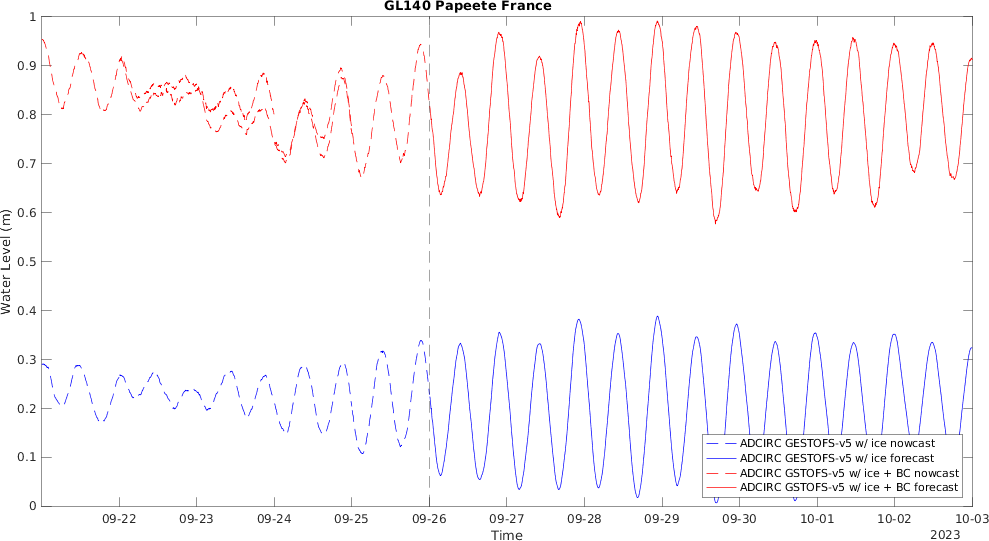 GL140 Papeete France
1
0.9
0.8
0.7
0.6
0.5
0.4
0.3
0.2
0.1
0
Water Level (m)
ADCIRC GESTOFS-v5 w/ ice nowcast
ADCIRC GESTOFS-v5 w/ ice forecast
ADCIRC GSTOFS-v5 w/ ice + BC nowcast
ADCIRC GSTOFS-v5 w/ ice + BC forecast
09-22 09-23 09-24 09-25 09-26 09-27 09-28 09-29 09-30 10-01 10-02 10-03
Time
2023